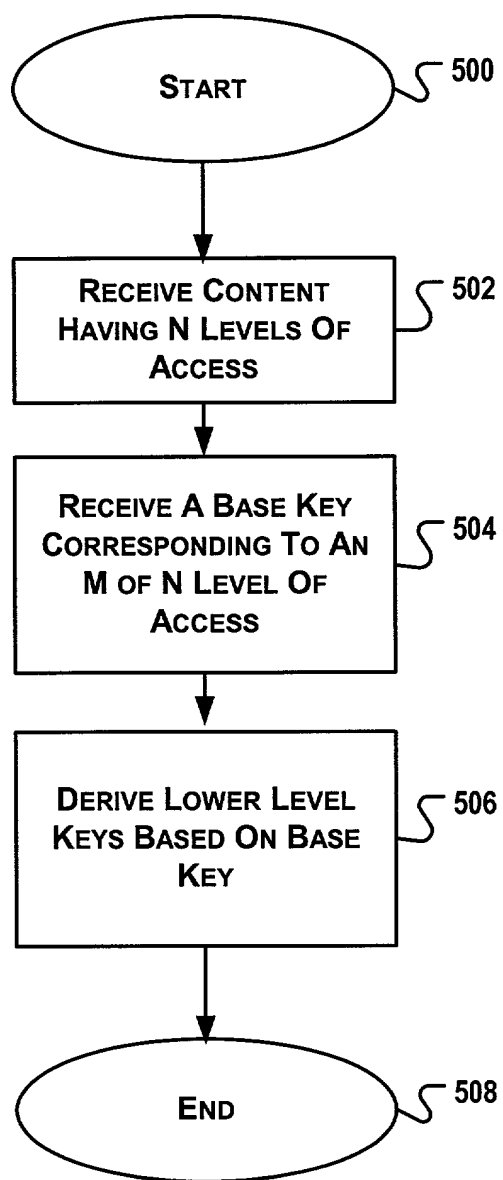 START
500
RECEIVE CONTENT
HAVING N LEVELS OF
ACCESS
502
RECEIVE A BASE KEY
CORRESPONDING TO AN
M OF N LEVEL OF
ACCESS
504
DERIVE LOWER LEVEL
KEYS BASED ON BASE
KEY
506
END
508